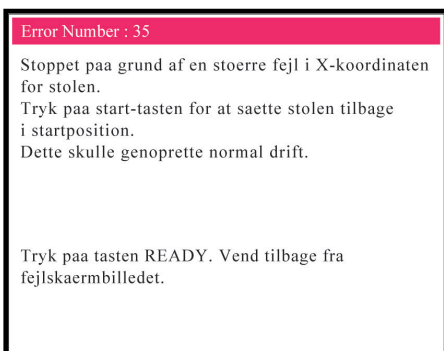 Error Number : 35
Stoppet paa grund af en stoerre fejl i X-koordinaten
for stolen.
Tryk paa start-tasten for at saette stolen tilbage
i startposition.
Dette skulle genoprette normal drift.
Tryk paa tasten READY. Vend tilbage fra
fejlskaermbilledet.